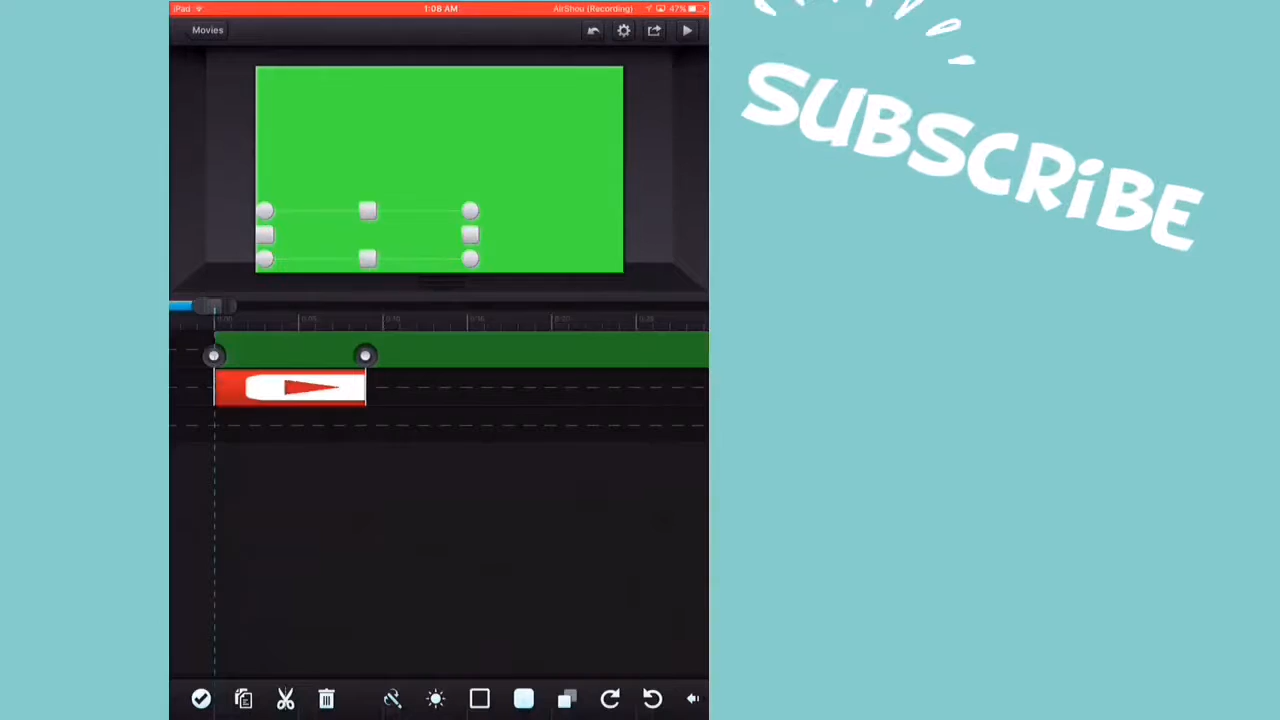 iPad
1:08 AM
AirShou (Recording)
47%
Movies
SUBSCRiBE